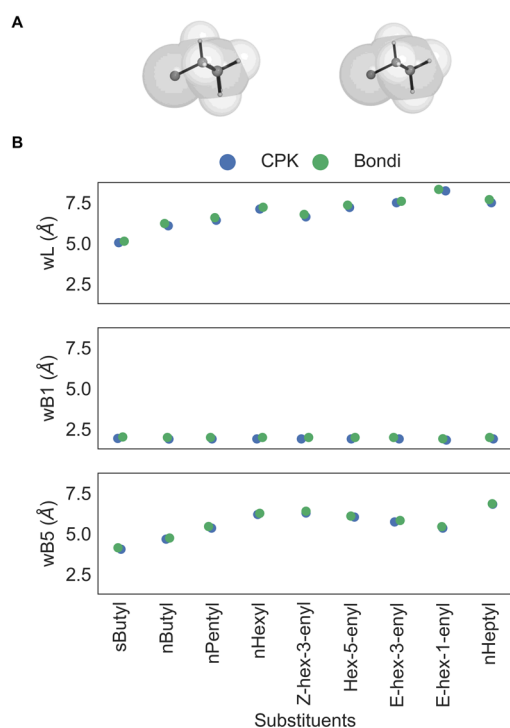 A
B
CPK Bondi
wL (Å)
7.5
5.0
2.5
wB1 (Å)
7.5
5.0
2.5
wB5 (Å)
7.5
5.0
2.5
sButyl
nButyl
nPentyl
nHexyl
Z-hex-3-enyl
Hex-5-enyl
E-hex-3-enyl
E-hex-1-enyl
nHeptyl
Substituents